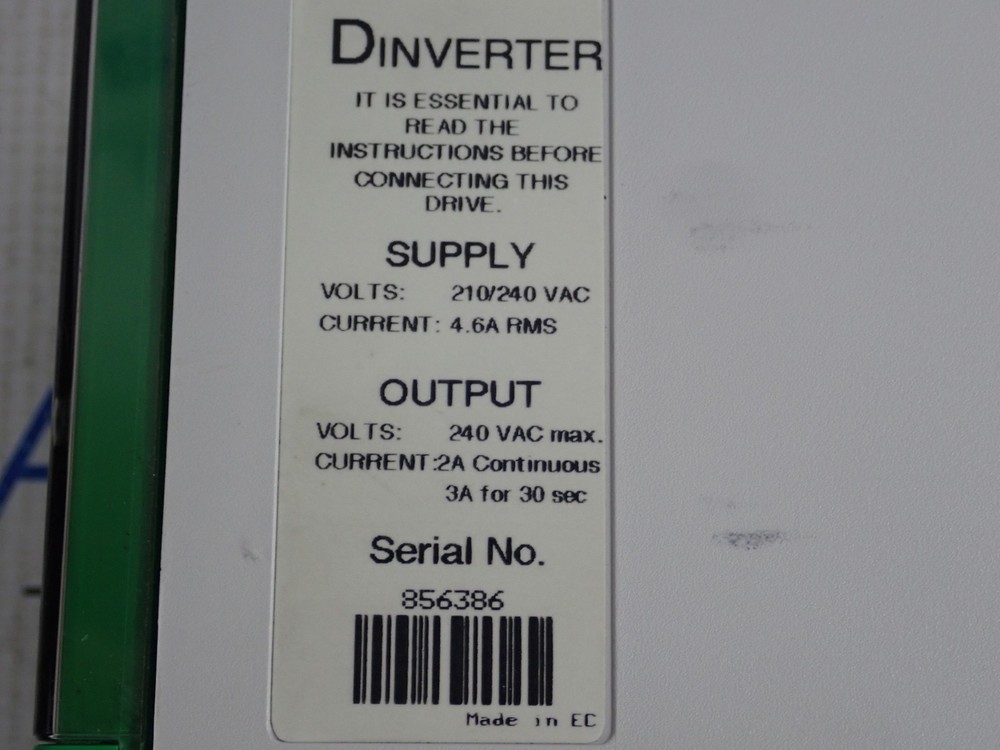 DINVERTER
IT IS ESSENTIAL TO
READ THE
INSTRUCTIONS BEFORE
CONNECTING THIS
DRIVE.
SUPPLY
VOLTS: 210/240 VAC
CURRENT: 4.6A RMS
OUTPUT
VOLTS: 240 VAC max.
CURRENT:2A Continuous
3A for 30 sec
Serial No.
856386
Made in EC